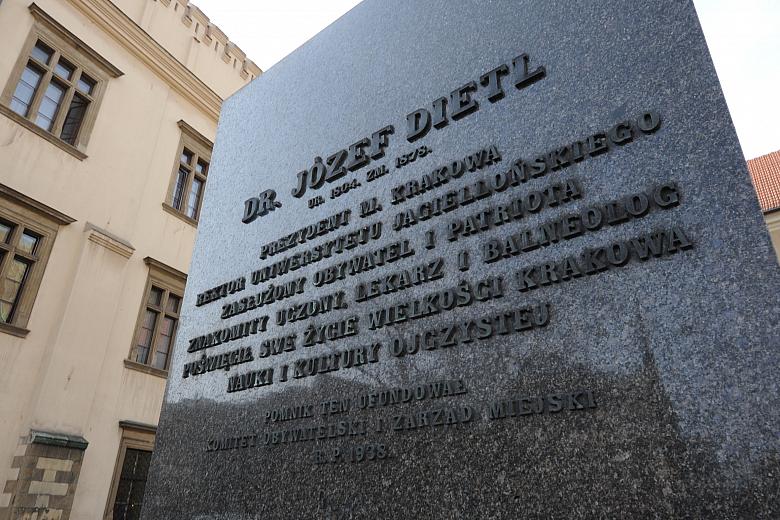 DR. JÓZEF DIETL
UR. 1804. ZM. 1878.
PREZYDENT M. KRAKOWA
REKTOR UNIWERSYTETU JAGIELLOŃSKIEGO
ZASŁUŻONY OBYWATEL I PATRIOTA
ZNAKOMITY UCZONY, LEKARZ I BALNEOLOG
POŚWIĘCIŁ SWE ŻYCIE WIELKOŚCI KRAKOWA
NAUKI I KULTURY OJCZYSTEJ
POMNIK TEN UFUNDOWAŁ
KOMITET OBYWATELSKI I ZARZĄD MIEJSKI
R.P. 1938.